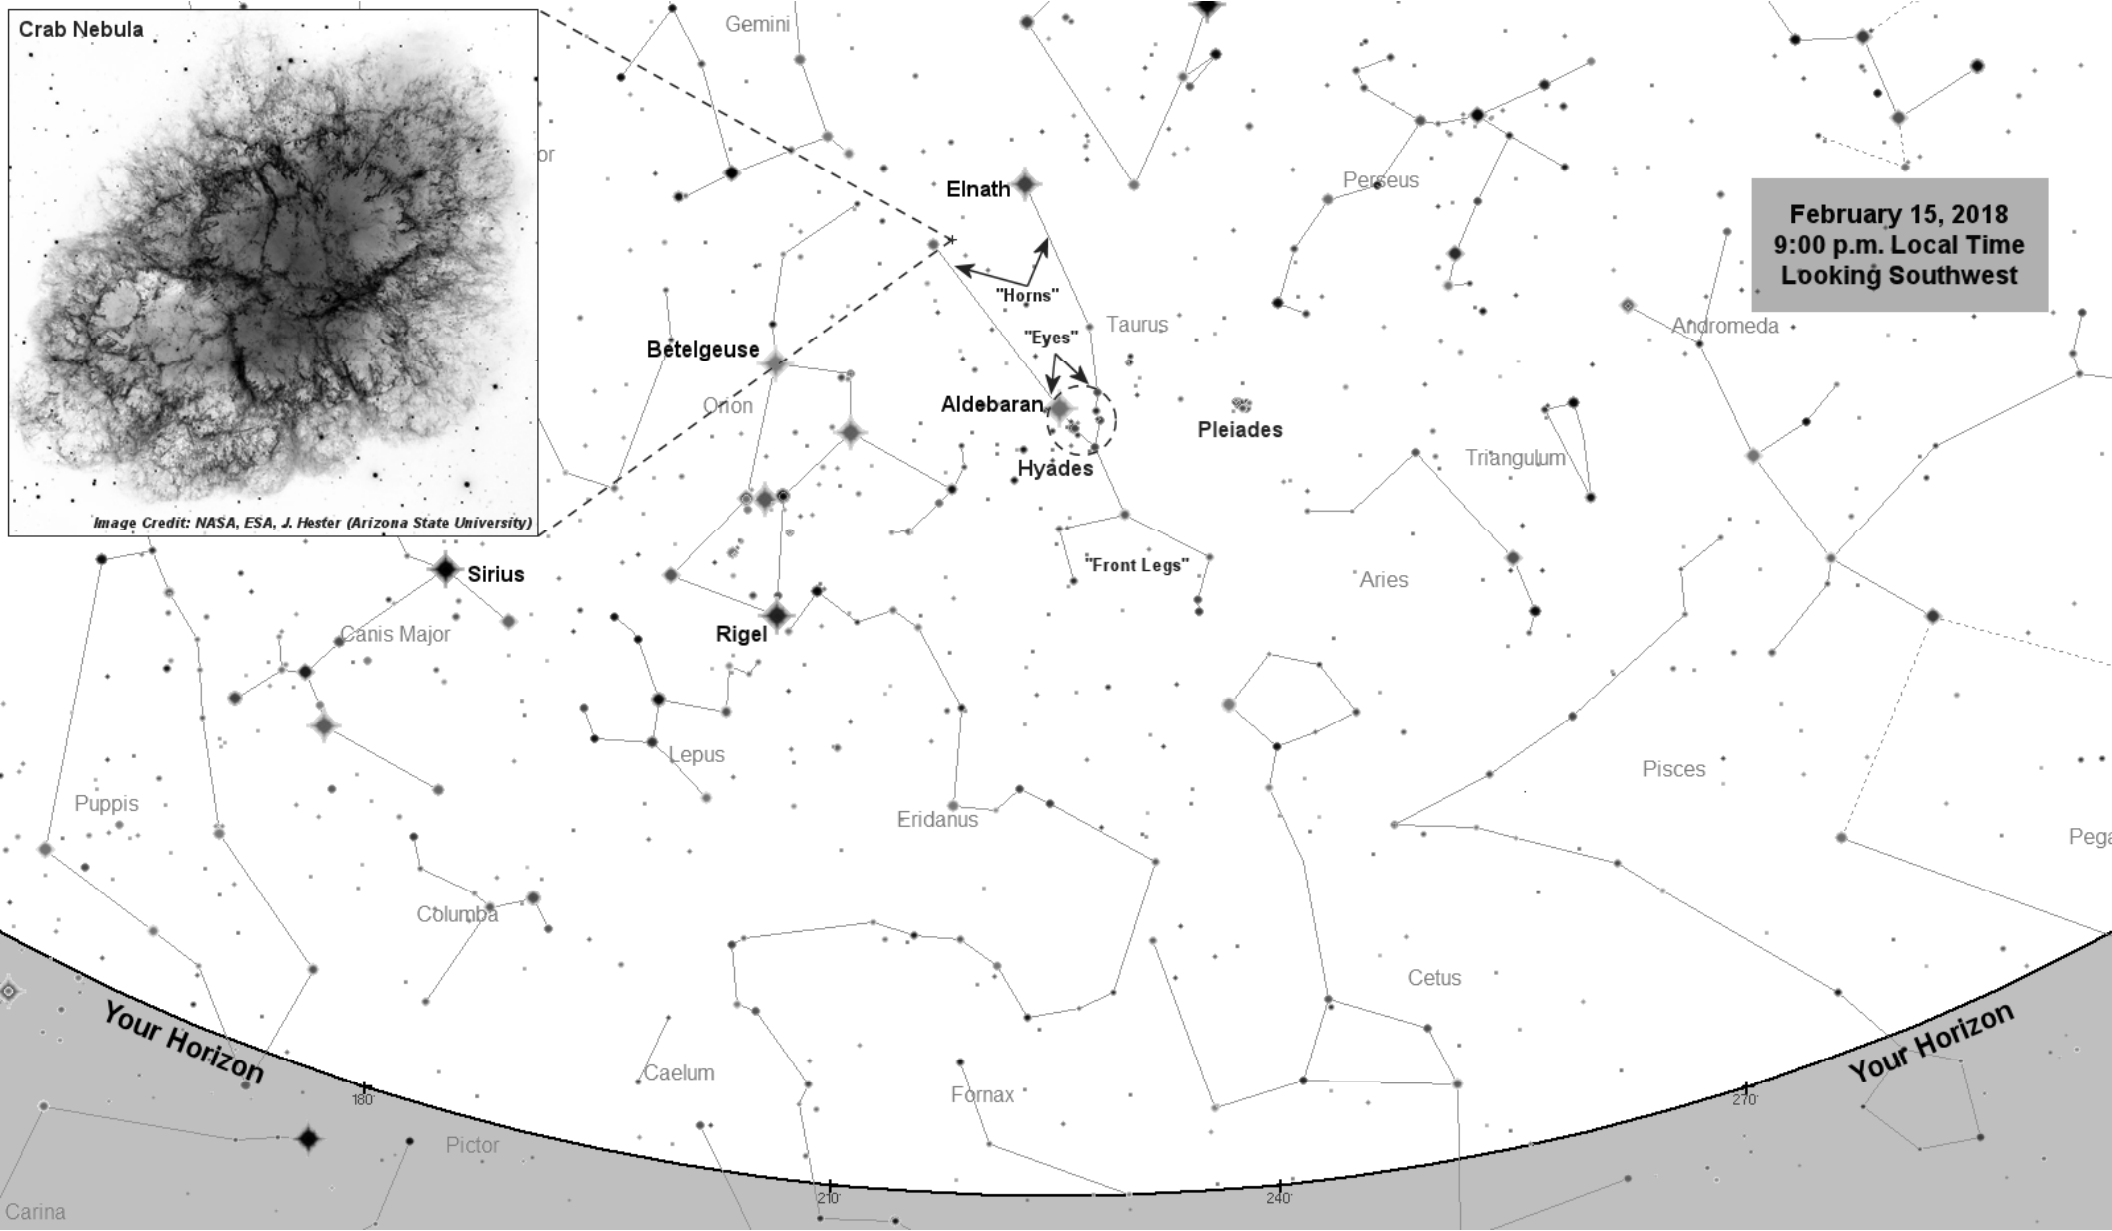 Crab Nebula
Image Credit: NASA, ESA, J. Hester (Arizona State University)
Gemini
or
Elnath
Perseus
February 15, 2018
9:00 p.m. Local Time
Looking Southwest
"Horns"
Taurus
"Eyes"
Andromeda
Betelgeuse
Orion
Aldebaran
Pleiades
Hyades
Triangulum
"Front Legs"
Aries
Sirius
Canis Major
Rigel
Lepus
Puppis
Eridanus
Pisces
Pega
Columba
Cetus
Your Horizon
Your Horizon
Caelum
Fornax
180°
270°
Pictor
210°
240°
Carina